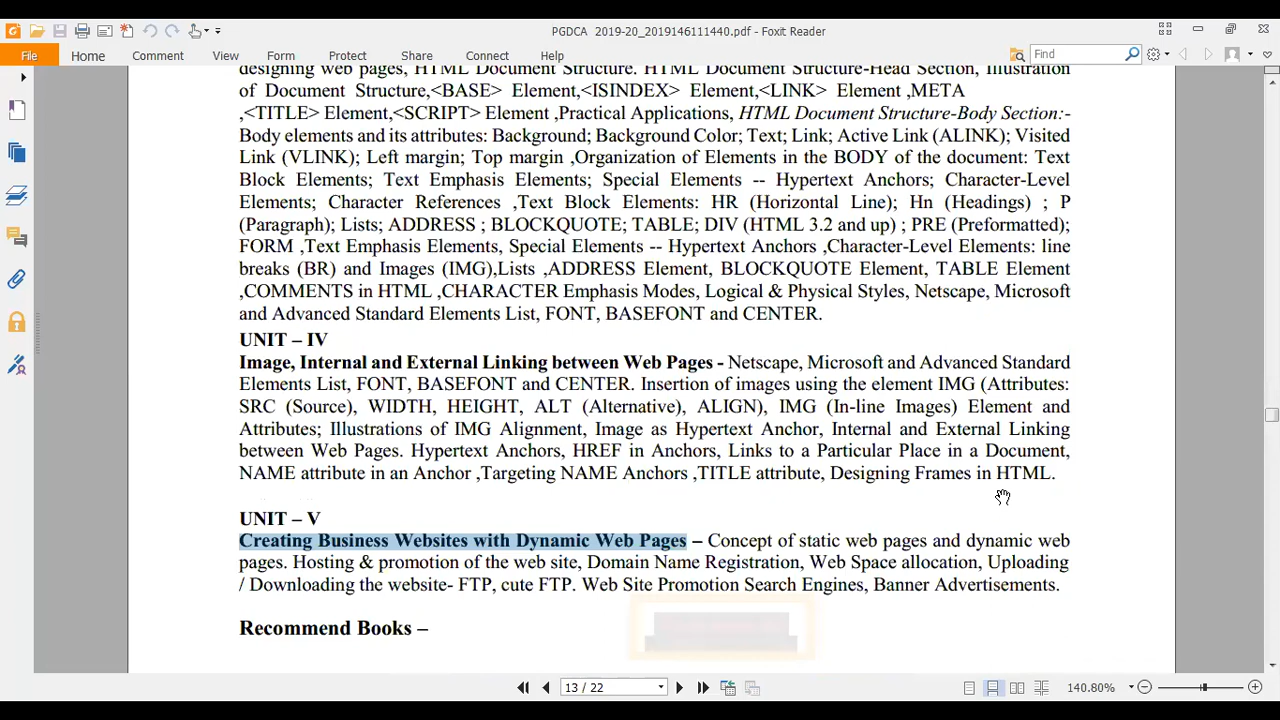 PGDCA 2019-20_2019146111440.pdf - Foxit Reader
File Home Comment View Form Protect Share Connect Help Find
designing web pages, HTML Document Structure. HTML Document Structure-Head Section, Illustration
of Document Structure,<BASE> Element,<ISINDEX> Element,<LINK> Element ,META
,<TITLE> Element,<SCRIPT> Element ,Practical Applications, HTML Document Structure-Body Section:-
Body elements and its attributes: Background; Background Color; Text; Link; Active Link (ALINK); Visited
Link (VLINK); Left margin; Top margin ,Organization of Elements in the BODY of the document: Text
Block Elements; Text Emphasis Elements; Special Elements -- Hypertext Anchors; Character-Level
Elements; Character References ,Text Block Elements: HR (Horizontal Line); Hn (Headings) ; P
(Paragraph); Lists; ADDRESS ; BLOCKQUOTE; TABLE; DIV (HTML 3.2 and up) ; PRE (Preformatted);
FORM ,Text Emphasis Elements, Special Elements -- Hypertext Anchors ,Character-Level Elements: line
breaks (BR) and Images (IMG),Lists ,ADDRESS Element, BLOCKQUOTE Element, TABLE Element
,COMMENTS in HTML ,CHARACTER Emphasis Modes, Logical & Physical Styles, Netscape, Microsoft
and Advanced Standard Elements List, FONT, BASEFONT and CENTER.
UNIT – IV
Image, Internal and External Linking between Web Pages - Netscape, Microsoft and Advanced Standard
Elements List, FONT, BASEFONT and CENTER. Insertion of images using the element IMG (Attributes:
SRC (Source), WIDTH, HEIGHT, ALT (Alternative), ALIGN), IMG (In-line Images) Element and
Attributes; Illustrations of IMG Alignment, Image as Hypertext Anchor, Internal and External Linking
between Web Pages. Hypertext Anchors, HREF in Anchors, Links to a Particular Place in a Document,
NAME attribute in an Anchor ,Targeting NAME Anchors ,TITLE attribute, Designing Frames in HTML.
UNIT – V
Creating Business Websites with Dynamic Web Pages – Concept of static web pages and dynamic web
pages. Hosting & promotion of the web site, Domain Name Registration, Web Space allocation, Uploading
/ Downloading the website- FTP, cute FTP. Web Site Promotion Search Engines, Banner Advertisements.
Recommend Books –
13 / 22 140.80%